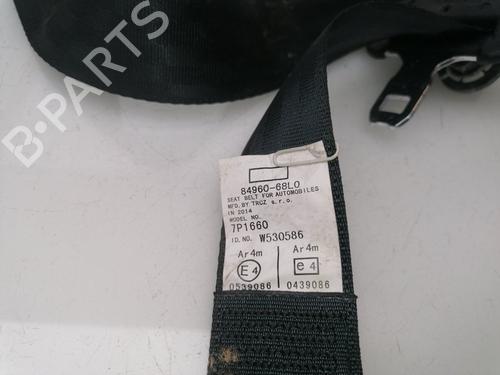 B-PARTS
84960-68L0
SEAT BELT FOR AUTOMOBILES
MFD.BY TRCZ s.r.o.
IN 2014
MODEL NO.
7P1660
ID.NO. W530586
Ar4m Ar4m
E4 e4
0539086 0439086